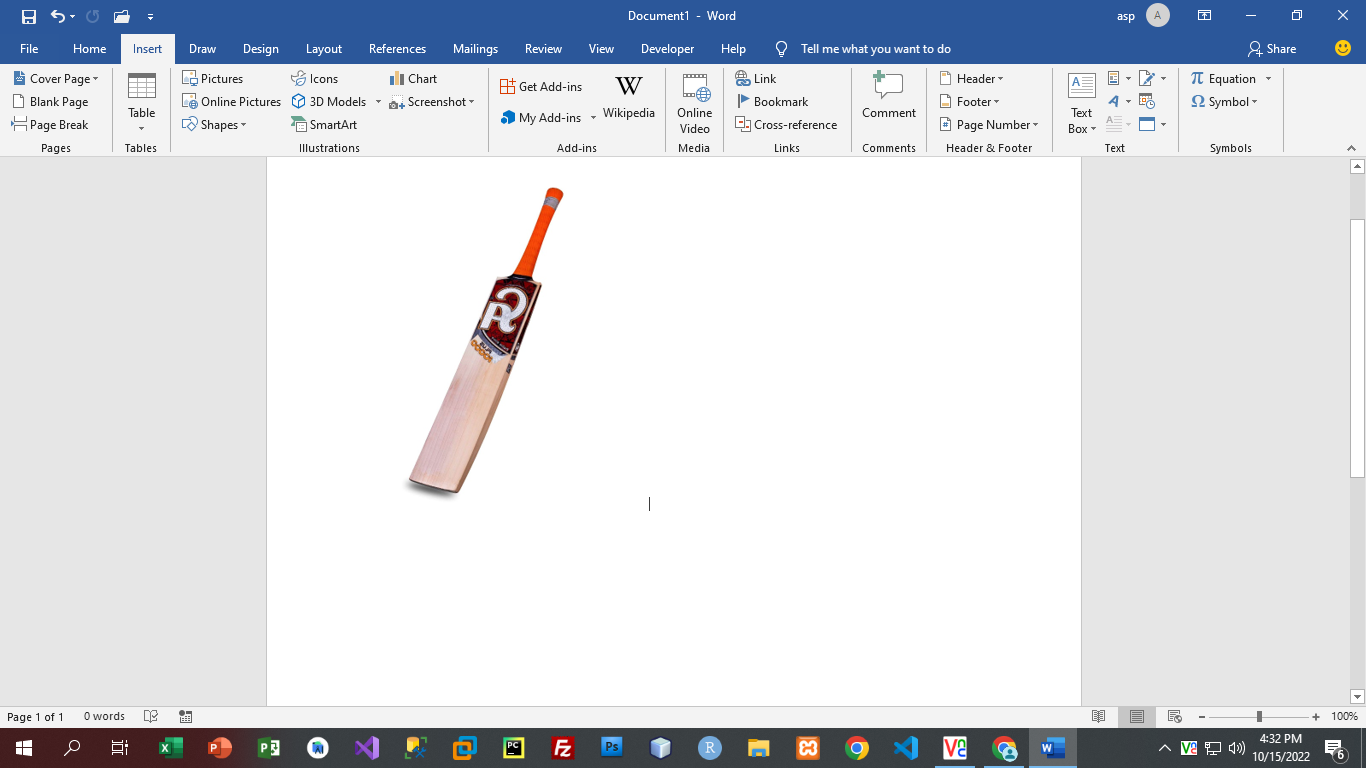 Document1 - Word
asp
A
File Home Insert Draw Design Layout References Mailings Review View Developer Help Tell me what you want to do
Share
Cover Page
Blank Page
Page Break
Pages
Table
Tables
Pictures
Online Pictures
Shapes
Icons
3D Models
SmartArt
Chart
Screenshot
Illustrations
Get Add-ins
My Add-ins
W
Wikipedia
Add-ins
Online
Video
Media
Link
Bookmark
Cross-reference
Links
Comment
Comments
Header
Footer
Page Number
Header & Footer
Text
Box
Text
π Equation
Ω Symbol
Symbols
Page 1 of 1
0 words
100%
4:32 PM
10/15/2022
6